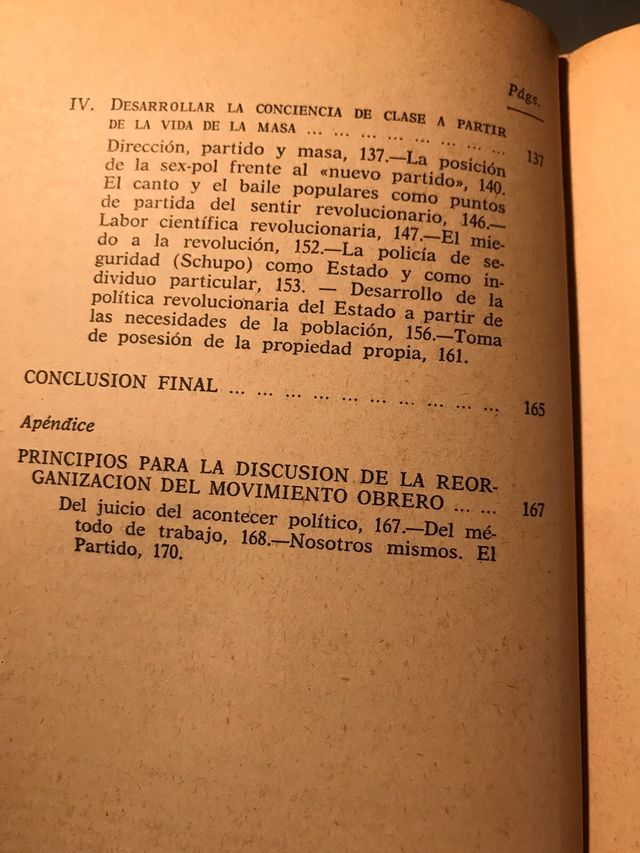 Págs.
IV. DESARROLLAR LA CONCIENCIA DE CLASE A PARTIR
DE LA VIDA DE LA MASA ... ... ... ... ... ... ... ... 137
Dirección, partido y masa, 137.—La posición
de la sex-pol frente al «nuevo partido», 140.
El canto y el baile populares como puntos
de partida del sentir revolucionario, 146.—
Labor científica revolucionaria, 147.—El mie-
do a la revolución, 152.—La policía de se-
guridad (Schupo) como Estado y como in-
dividuo particular, 153. — Desarrollo de la
política revolucionaria del Estado a partir de
las necesidades de la población, 156.—Toma
de posesión de la propiedad propia, 161.
CONCLUSION FINAL ... ... ... ... ... ... ... ... ... ... 165
Apéndice
PRINCIPIOS PARA LA DISCUSION DE LA REOR-
GANIZACION DEL MOVIMIENTO OBRERO ... ... 167
Del juicio del acontecer político, 167.—Del mé-
todo de trabajo, 168.—Nosotros mismos. El
Partido, 170.